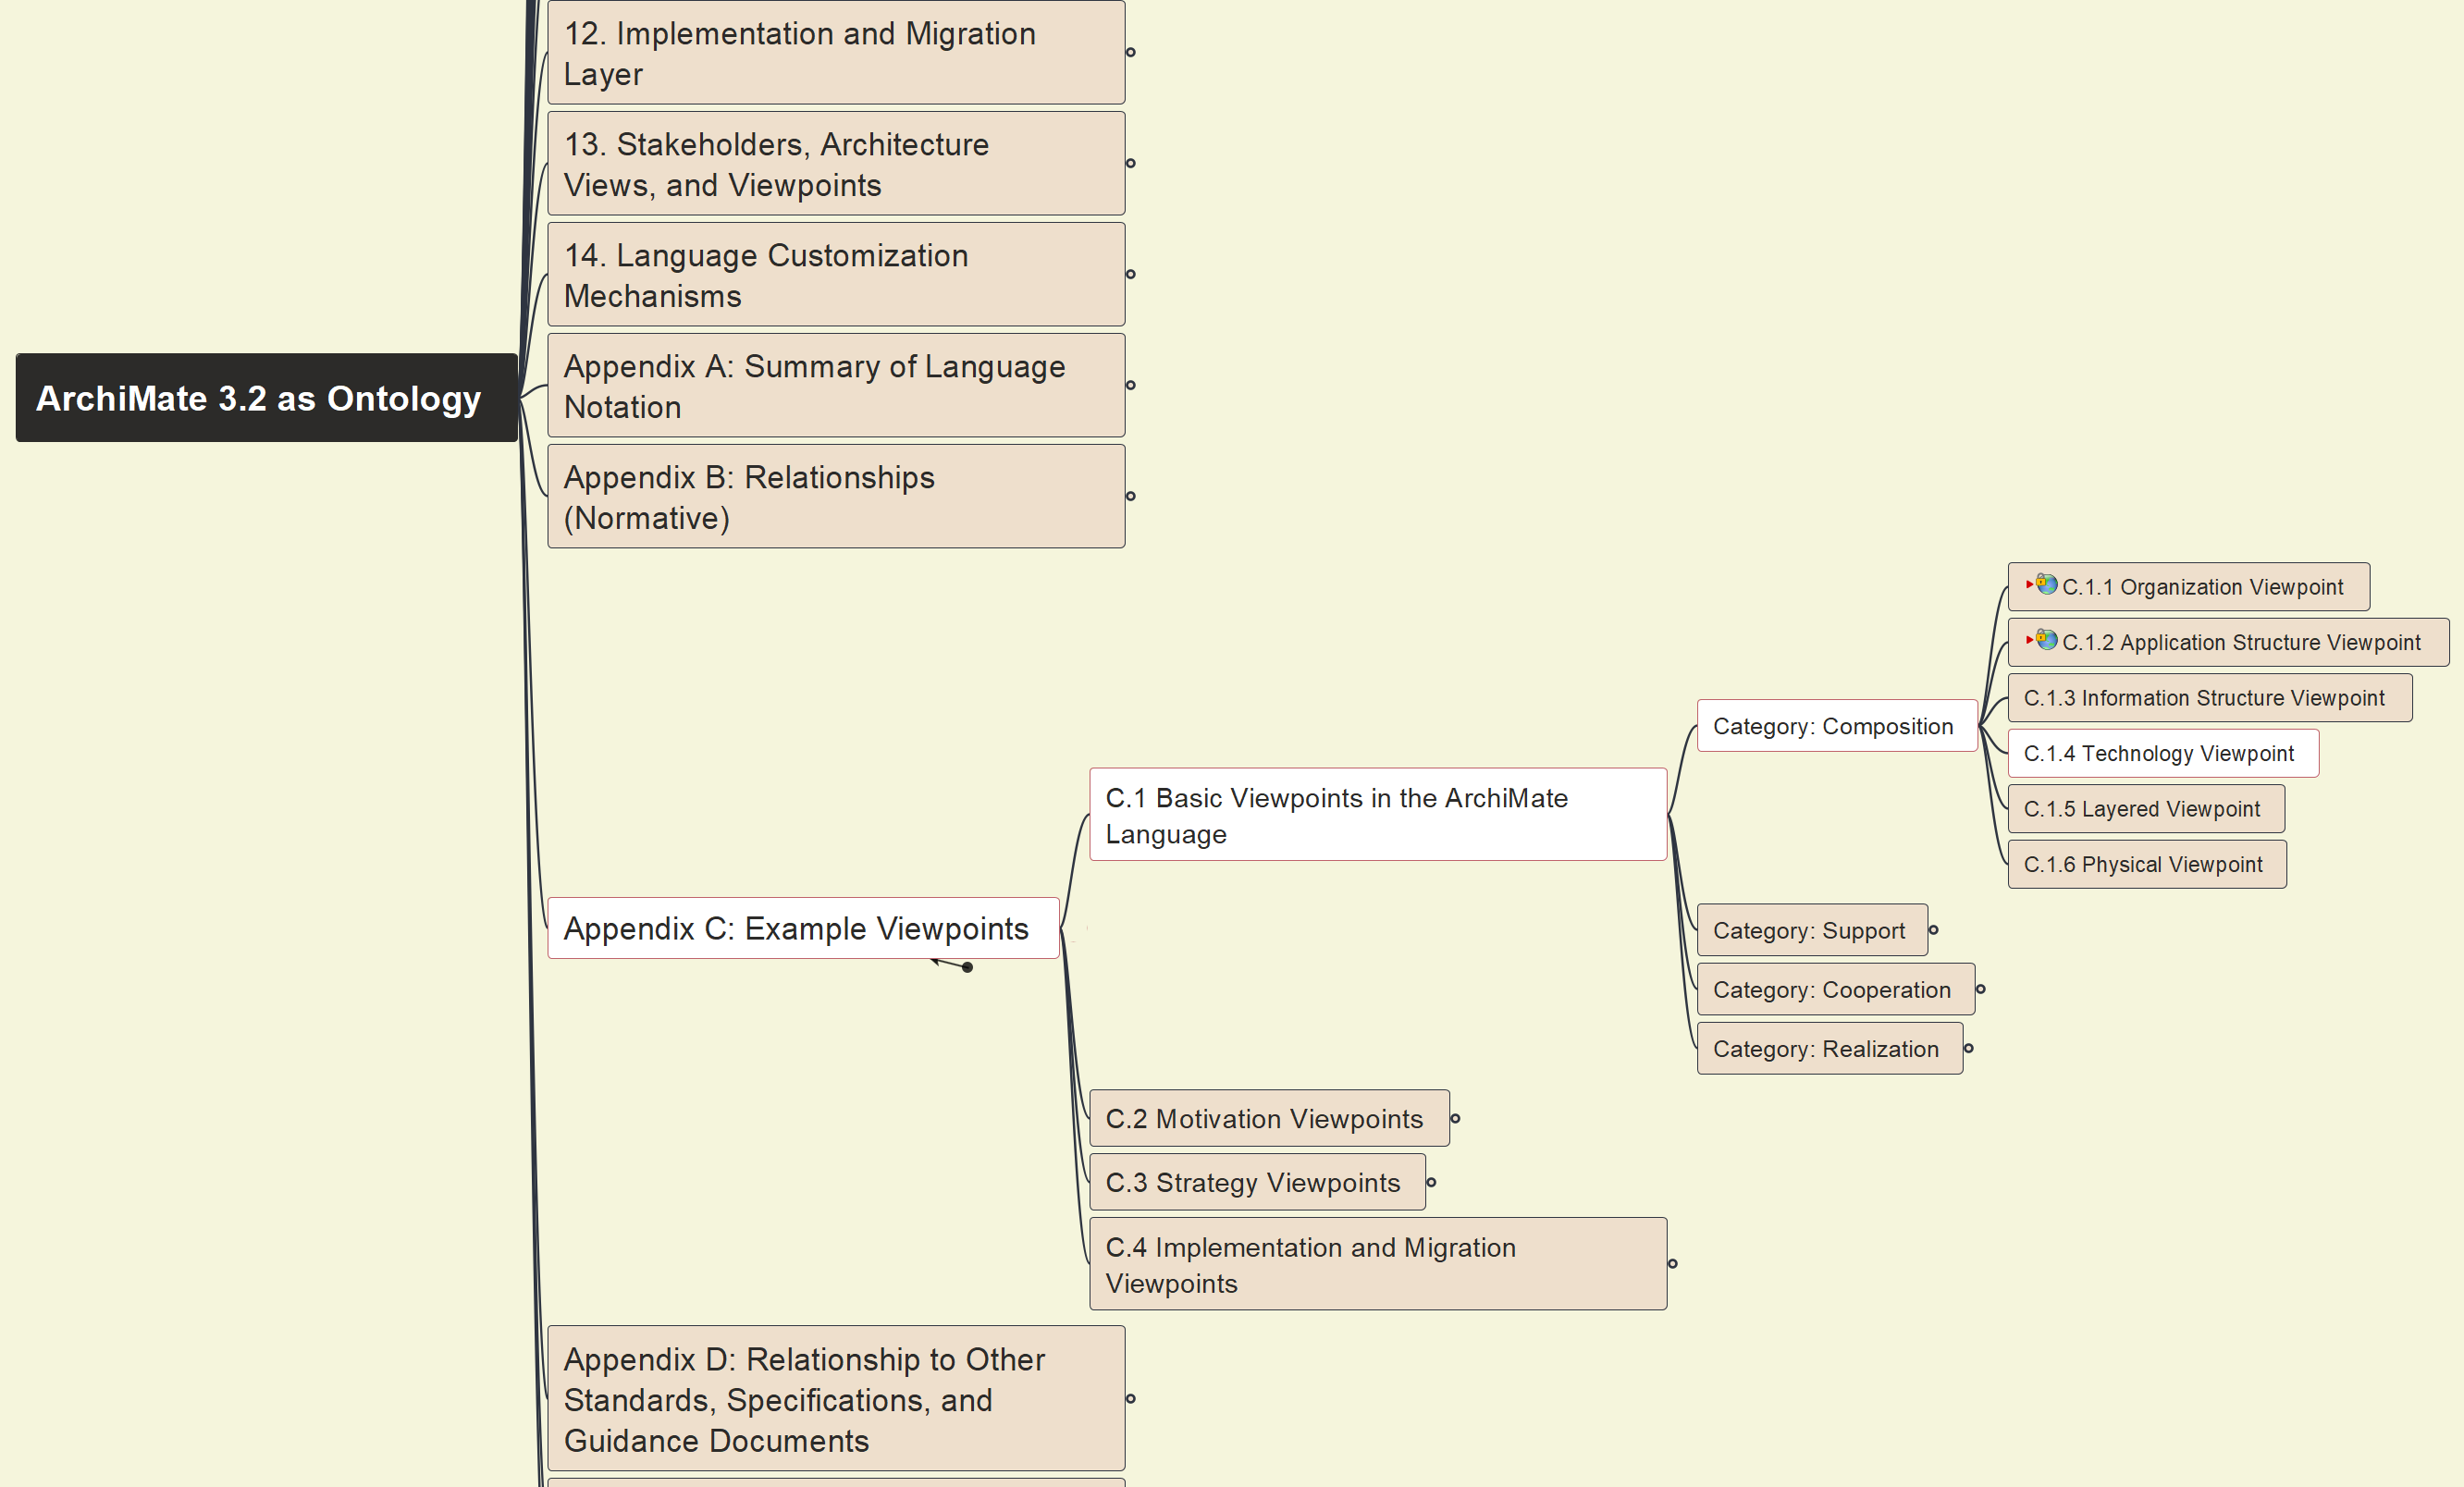 12. Implementation and Migration
Layer
13. Stakeholders, Architecture
Views, and Viewpoints
14. Language Customization
Mechanisms
ArchiMate 3.2 as Ontology
Appendix A: Summary of Language
Notation
Appendix B: Relationships
(Normative)
Appendix C: Example Viewpoints
C.1 Basic Viewpoints in the ArchiMate
Language
Category: Composition
C.1.1 Organization Viewpoint
C.1.2 Application Structure Viewpoint
C.1.3 Information Structure Viewpoint
C.1.4 Technology Viewpoint
C.1.5 Layered Viewpoint
C.1.6 Physical Viewpoint
Category: Support
Category: Cooperation
Category: Realization
C.2 Motivation Viewpoints
C.3 Strategy Viewpoints
C.4 Implementation and Migration
Viewpoints
Appendix D: Relationship to Other
Standards, Specifications, and
Guidance Documents